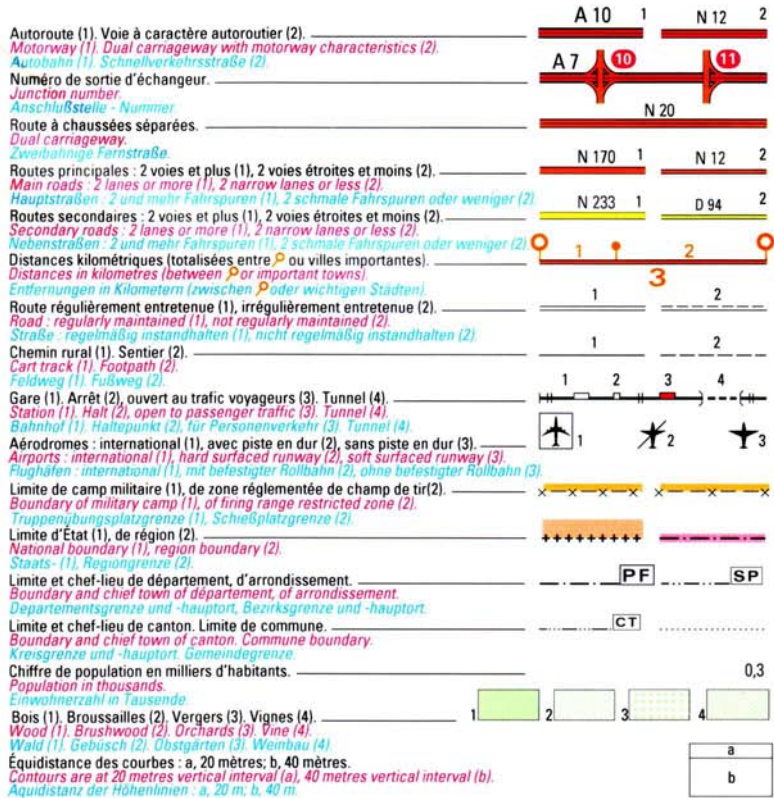 A 10 1 N 12 2
Autoroute (1). Voie à caractère autoroutier (2).
Motorway (1). Dual carriageway with motorway characteristics (2).
Autobahn (1). Schnellverkehrsstraße (2).
A 7 10 11
Numéro de sortie d'échangeur.
Junction number.
Anschlußstelle - Nummer
N 20
Route à chaussées séparées.
Dual carriageway.
Zweibahnige Fernstraße.
N 170 1 N 12 2
Routes principales : 2 voies et plus (1), 2 voies étroites et moins (2).
Main roads : 2 lanes or more (1), 2 narrow lanes or less (2).
Hauptstraßen : 2 und mehr Fahrspuren (1), 2 schmale Fahrspuren oder weniger (2)
N 233 1 D 94 2
Routes secondaires : 2 voies et plus (1), 2 voies étroites et moins (2).
Secondary roads : 2 lanes or more (1), 2 narrow lanes or less (2).
Nebenstraßen : 2 und mehr Fahrspuren (1), 2 schmale Fahrspuren oder weniger (2)
1 2
Distances kilométriques (totalisées entre ou villes importantes).
3
Distances in kilometres (between or important towns).
Entfernungen in Kilometern (zwischen oder wichtigen Städten).
1 2
Route régulièrement entretenue (1), irrégulièrement entretenue (2).
Road : regularly maintained (1), not regularly maintained (2).
Straße : regelmäßig instandhalten (1), nicht regelmäßig instandhalten (2)
1 2
Chemin rural (1). Sentier (2).
Cart track (1). Footpath (2).
Feldweg (1). Fußweg (2).
1 2 3 4
Gare (1). Arrêt (2), ouvert au trafic voyageurs (3). Tunnel (4).
Station (1). Halt (2), open to passenger traffic (3). Tunnel (4).
Bahnhof (1). Haltepunkt (2), für Personenverkehr (3). Tunnel (4).
1 2 3
Aérodromes : international (1), avec piste en dur (2), sans piste en dur (3).
Airports : international (1), hard surfaced runway (2), soft surfaced runway (3).
Flughäfen : international (1), mit befestigter Rollbahn (2), ohne befestigter Rollbahn (3).
Limite de camp militaire (1), de zone réglementée de champ de tir(2).
Boundary of military camp (1), of firing range restricted zone (2).
Truppenübungsplatzgrenze (1), Schießplatzgrenze (2).
Limite d'État (1), de région (2).
National boundary (1), region boundary (2).
Staats- (1), Regiongrenze (2).
PF SP
Limite et chef-lieu de département, d'arrondissement.
Boundary and chief town of département, of arrondissement.
Departementsgrenze und -hauptort, Bezirksgrenze und -hauptort.
CT
Limite et chef-lieu de canton. Limite de commune.
Boundary and chief town of canton. Commune boundary.
Kreisgrenze und -hauptort. Gemeindegrenze.
Chiffre de population en milliers d'habitants. 0,3
Population in thousands.
Einwohnerzahl in Tausende.
1 2 3 4
Bois (1). Broussailles (2). Vergers (3). Vignes (4).
Wood (1). Brushwood (2). Orchards (3). Vine (4).
Wald (1). Gebüsch (2). Obstgärten (3). Weinbau (4)
a
Équidistance des courbes : a, 20 mètres; b, 40 mètres.
b
Contours are at 20 metres vertical interval (a), 40 metres vertical interval (b).
Äquidistanz der Höhenlinien : a, 20 m; b, 40 m.